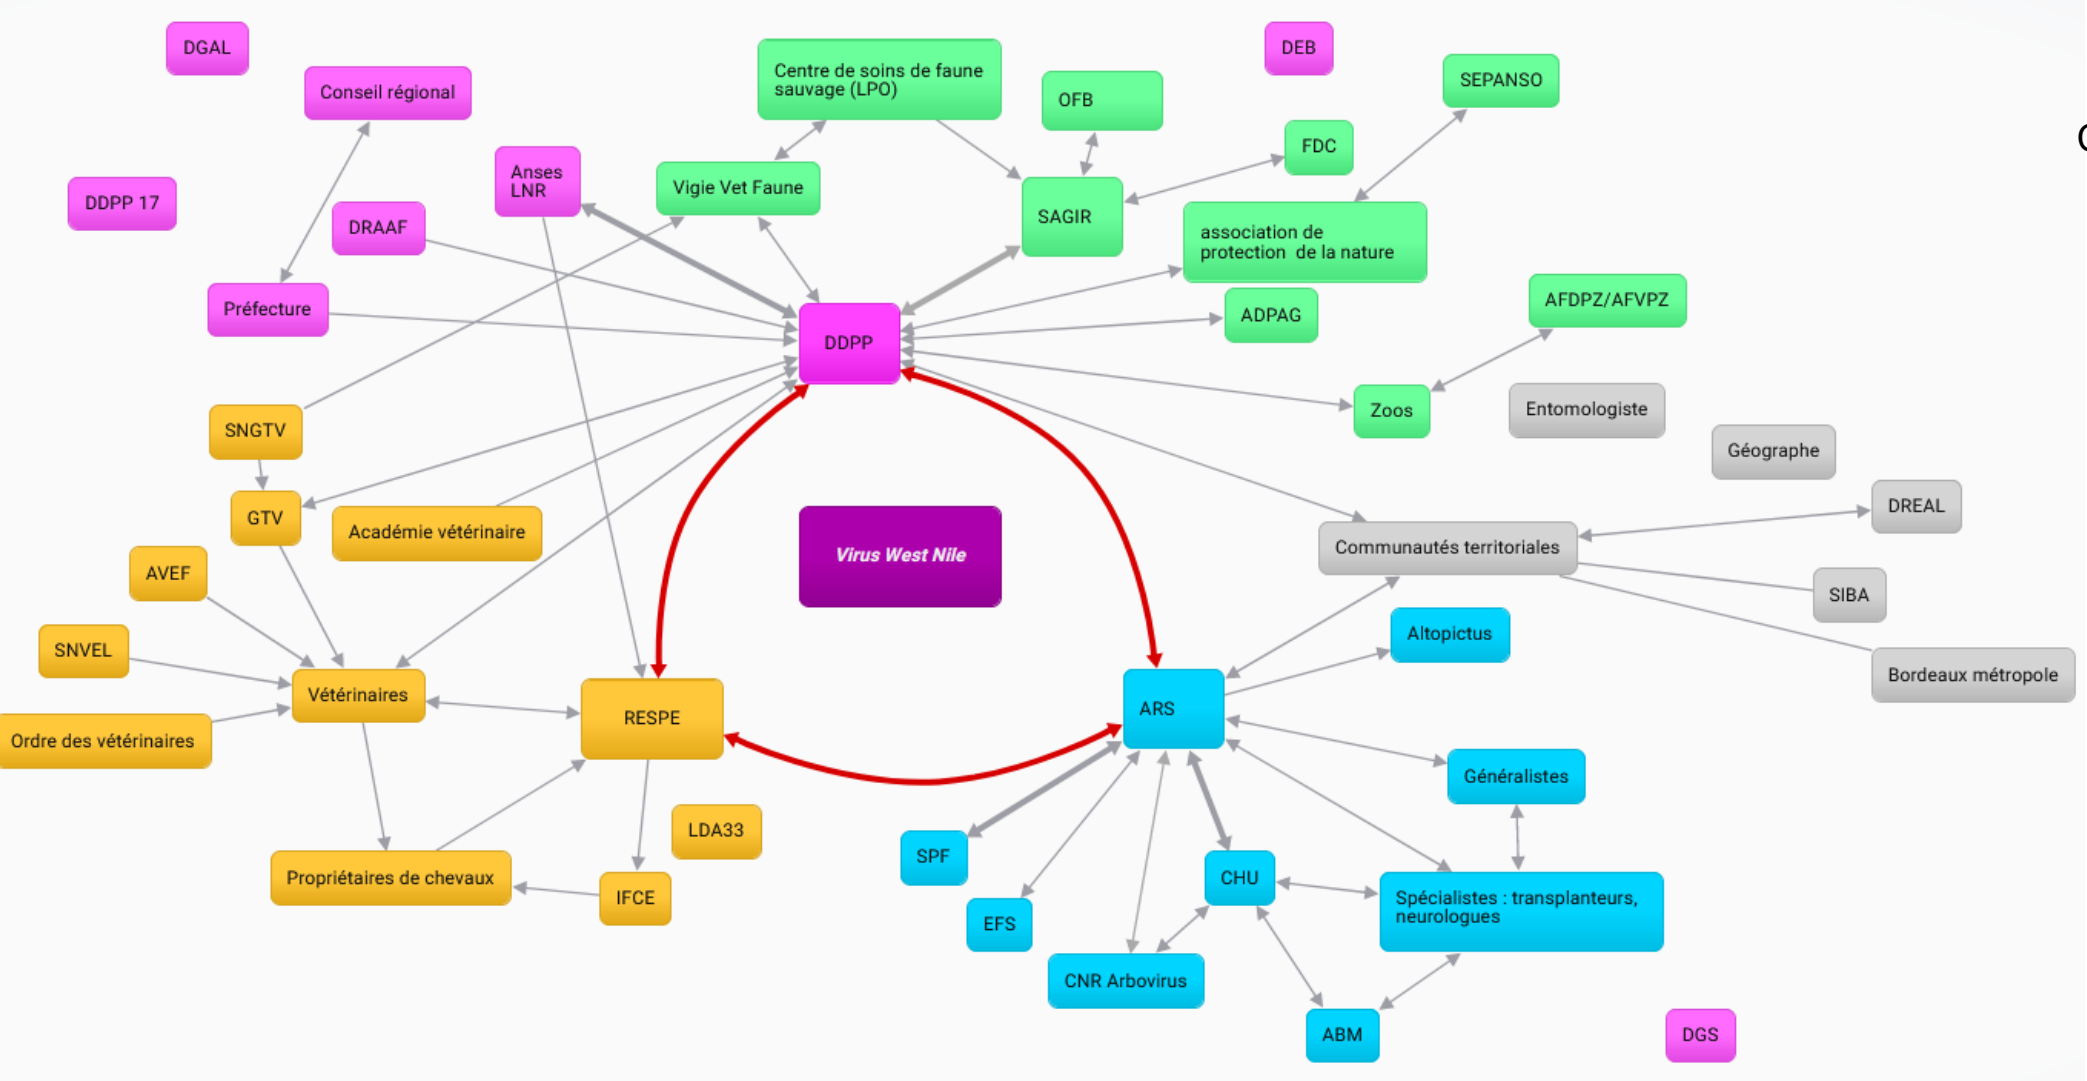 DGAL
DEB
Centre de soins de faune
sauvage (LPO)
SEPANSO
Conseil régional
OFB
FDC
Anses
LNR
Vigie Vet Faune
DDPP 17
SAGIR
DRAAF
association de
protection  de la nature
AFDPZ/AFVPZ
Préfecture
ADPAG
DDPP
Zoos
Entomologiste
SNGTV
Géographe
DREAL
GTV
Académie vétérinaire
Communautés territoriales
Virus West Nile
AVEF
SIBA
Altopictus
SNVEL
Bordeaux métropole
Vétérinaires
RESPE
ARS
Ordre des vétérinaires
Généralistes
LDA33
SPF
Propriétaires de chevaux
CHU
IFCE
Spécialistes : transplanteurs,
neurologues
EFS
CNR Arbovirus
ABM
DGS